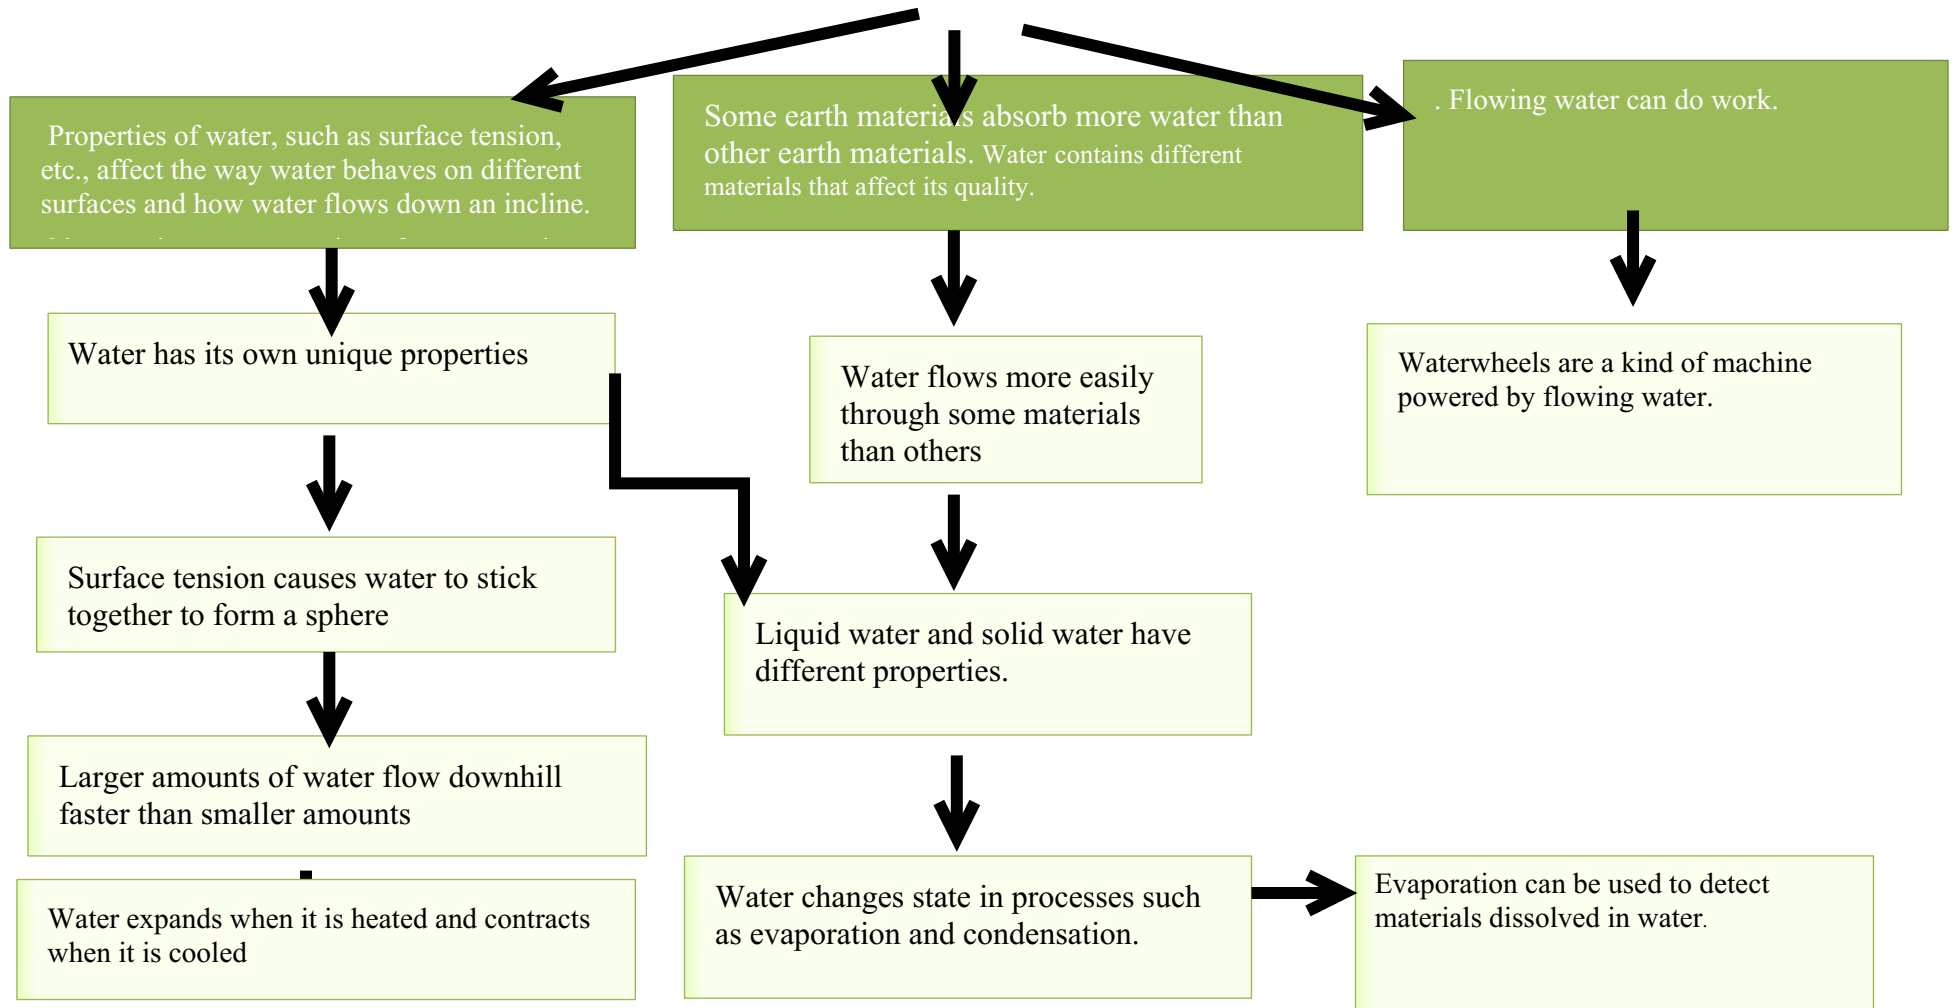 Properties of water, such as surface tension,
etc., affect the way water behaves on different
surfaces and how water flows down an incline.
Some earth materials absorb more water than
other earth materials. Water contains different
materials that affect its quality.
. Flowing water can do work.
Water has its own unique properties
Water flows more easily
through some materials
than others
Waterwheels are a kind of machine
powered by flowing water.
Surface tension causes water to stick
together to form a sphere
Liquid water and solid water have
different properties.
Larger amounts of water flow downhill
faster than smaller amounts
Water expands when it is heated and contracts
when it is cooled
Water changes state in processes such
as evaporation and condensation.
Evaporation can be used to detect
materials dissolved in water.